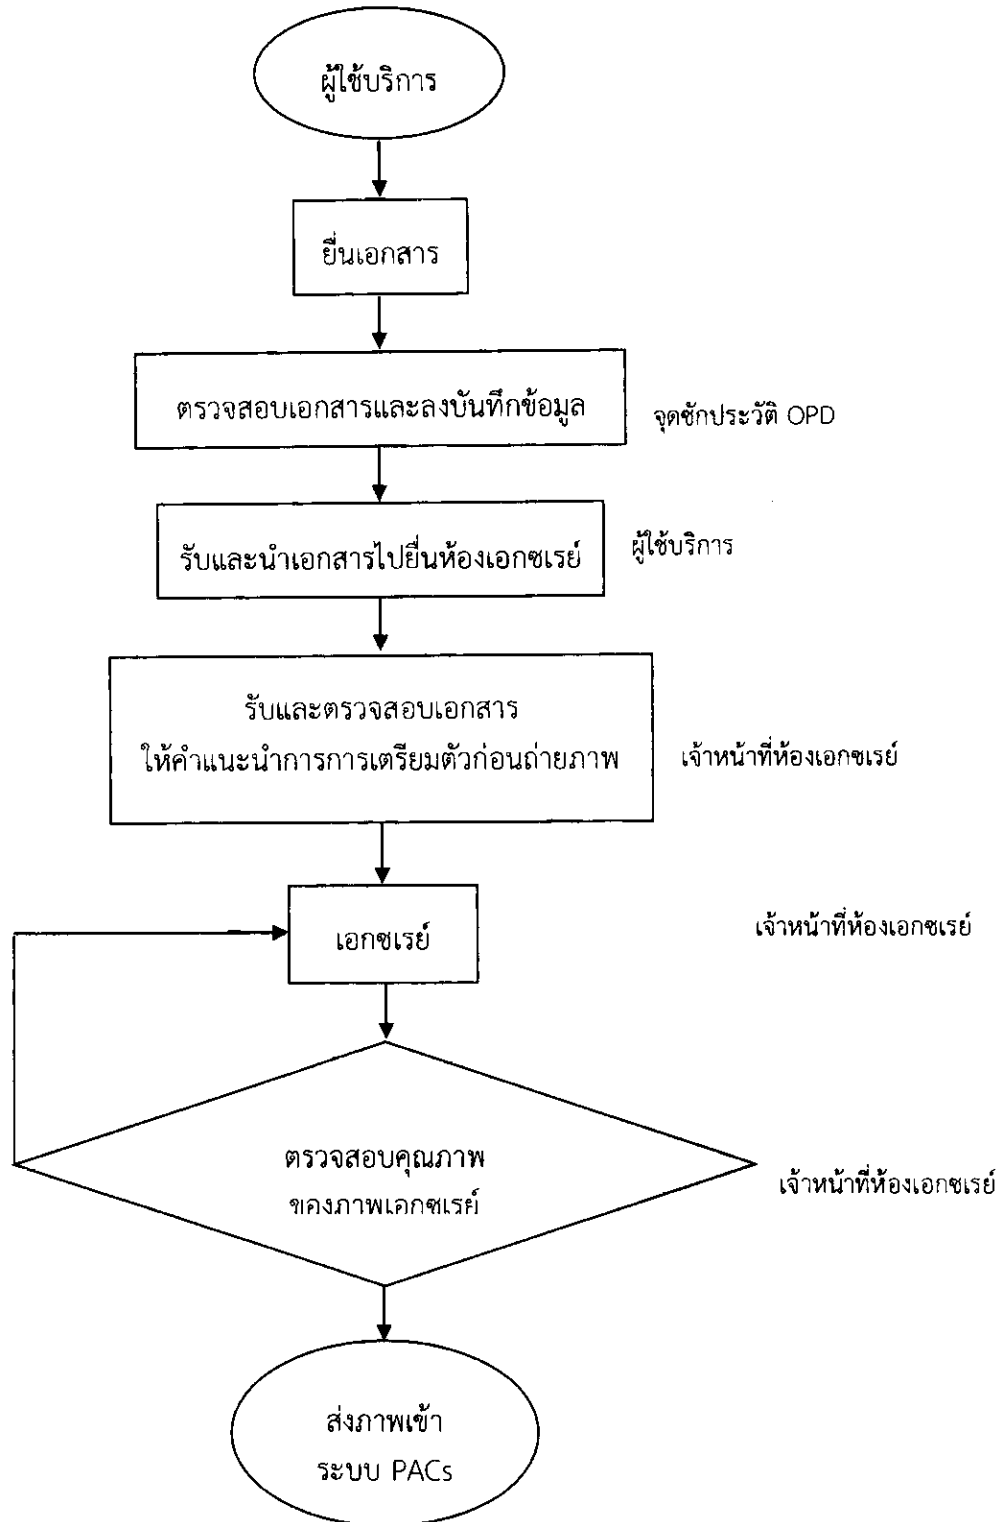 ผู้ใช้บริการ
ยื่นเอกสาร
ตรวจสอบเอกสารและลงบันทึกข้อมูล
จุดซักประวัติ OPD
รับและนำเอกสารไปยื่นห้องเอกซเรย์
ผู้ใช้บริการ
รับและตรวจสอบเอกสาร
ให้คำแนะนำการการเตรียมตัวก่อนถ่ายภาพ
เจ้าหน้าที่ห้องเอกซเรย์
เอกซเรย์
เจ้าหน้าที่ห้องเอกซเรย์
ตรวจสอบคุณภาพ
ของภาพเอกซเรย์
เจ้าหน้าที่ห้องเอกซเรย์
ส่งภาพเข้า
ระบบ PACs